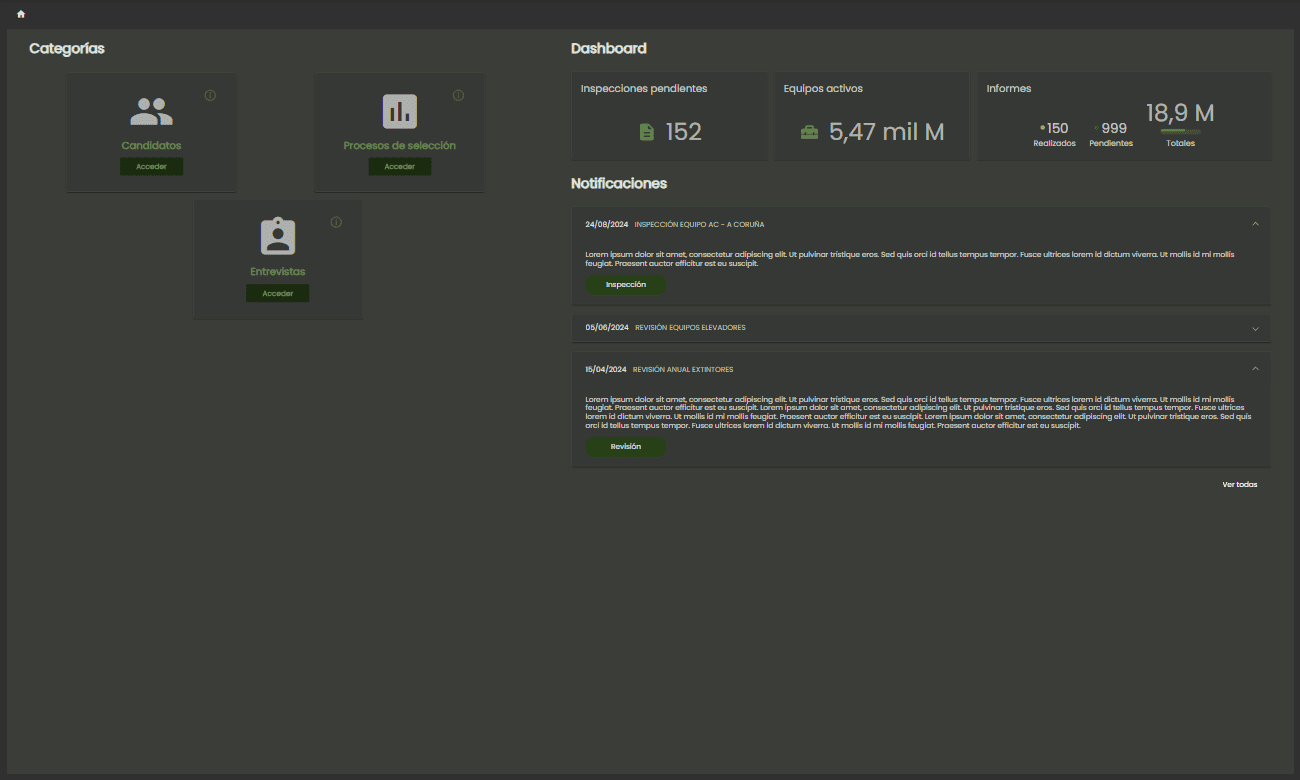 Categorías
Candidatos
Acceder
Procesos de selección
Acceder
Entrevistas
Acceder
Dashboard
Inspecciones pendientes
152
Equipos activos
5,47 mil M
Informes
150
Realizados
999
Pendientes
18,9 M
Totales
Notificaciones
24/08/2024 INSPECCIÓN EQUIPO AC - A CORUÑA
Lorem ipsum dolor sit amet, consectetur adipiscing elit. Ut pulvinar tristique eros. Sed quis orci id tellus tempus tempor. Fusce ultrices lorem id dictum viverra. Ut mollis id mi mollis
feugiat. Praesent auctor efficitur est eu suscipit.
Inspección
05/06/2024 REVISIÓN EQUIPOS ELEVADORES
15/04/2024 REVISIÓN ANUAL EXTINTORES
Lorem ipsum dolor sit amet, consectetur adipiscing elit. Ut pulvinar tristique eros. Sed quis orci id tellus tempus tempor. Fusce ultrices lorem id dictum viverra. Ut mollis id mi mollis
feugiat. Praesent auctor efficitur est eu suscipit. Lorem ipsum dolor sit amet, consectetur adipiscing elit. Ut pulvinar tristique eros. Sed quis orci id tellus tempus tempor. Fusce ultrices
lorem id dictum viverra. Ut mollis id mi mollis feugiat. Praesent auctor efficitur est eu suscipit. Lorem ipsum dolor sit amet, consectetur adipiscing elit. Ut pulvinar tristique eros. Sed quis
orci id tellus tempus tempor. Fusce ultrices lorem id dictum viverra. Ut mollis id mi mollis feugiat. Praesent auctor efficitur est eu suscipit.
Revisión
Ver todas